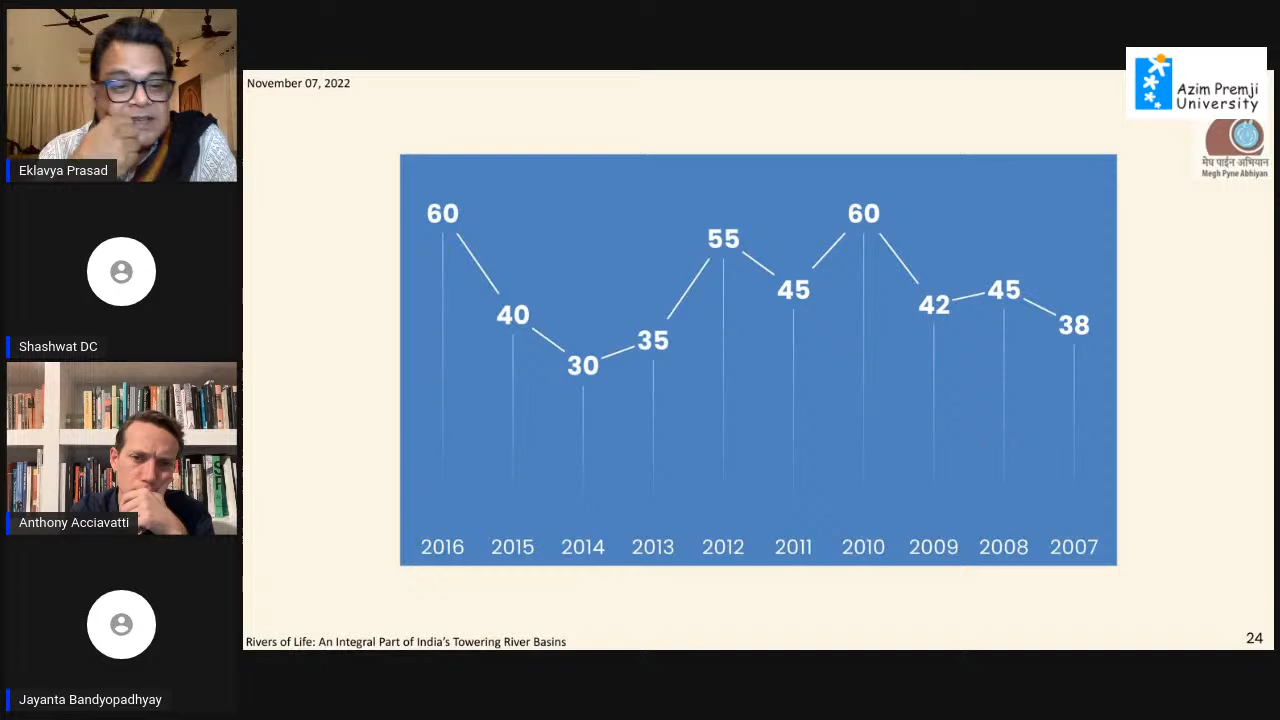 Eklavya Prasad
Shashwat DC
Anthony Acciavatti
Jayanta Bandyopadhyay
November 07, 2022
Azim Premji
University
मेघ पाईन अभियान
Megh Pyne Abhiyan
60
40
30
35
55
45
60
42
45
38
2016 2015 2014 2013 2012 2011 2010 2009 2008 2007
Rivers of Life: An Integral Part of India’s Towering River Basins
24